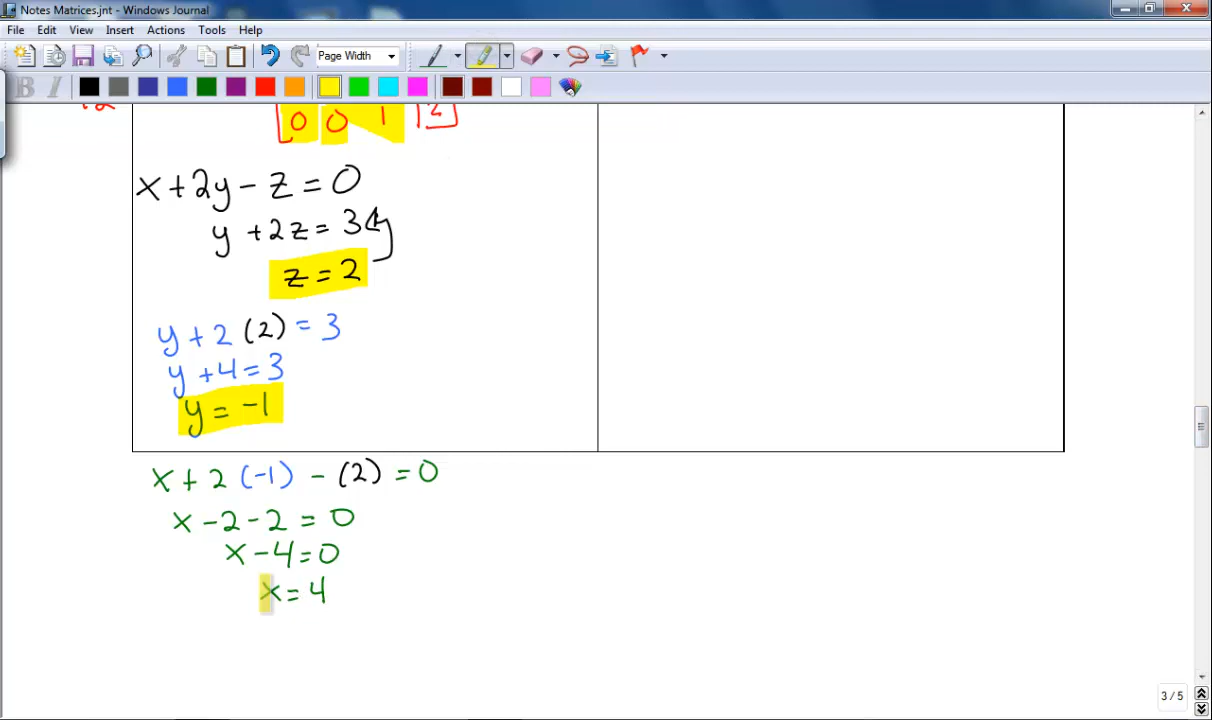 Notes Matrices.jnt - Windows Journal
File Edit View Insert Actions Tools Help
Page Width
B I
0 0 1 2
x + 2y - z = 0
y + 2z = 3
z = 2
y + 2 (2) = 3
y + 4 = 3
y = -1
x + 2 (-1) - (2) = 0
x - 2 - 2 = 0
x - 4 = 0
x = 4
3 / 5